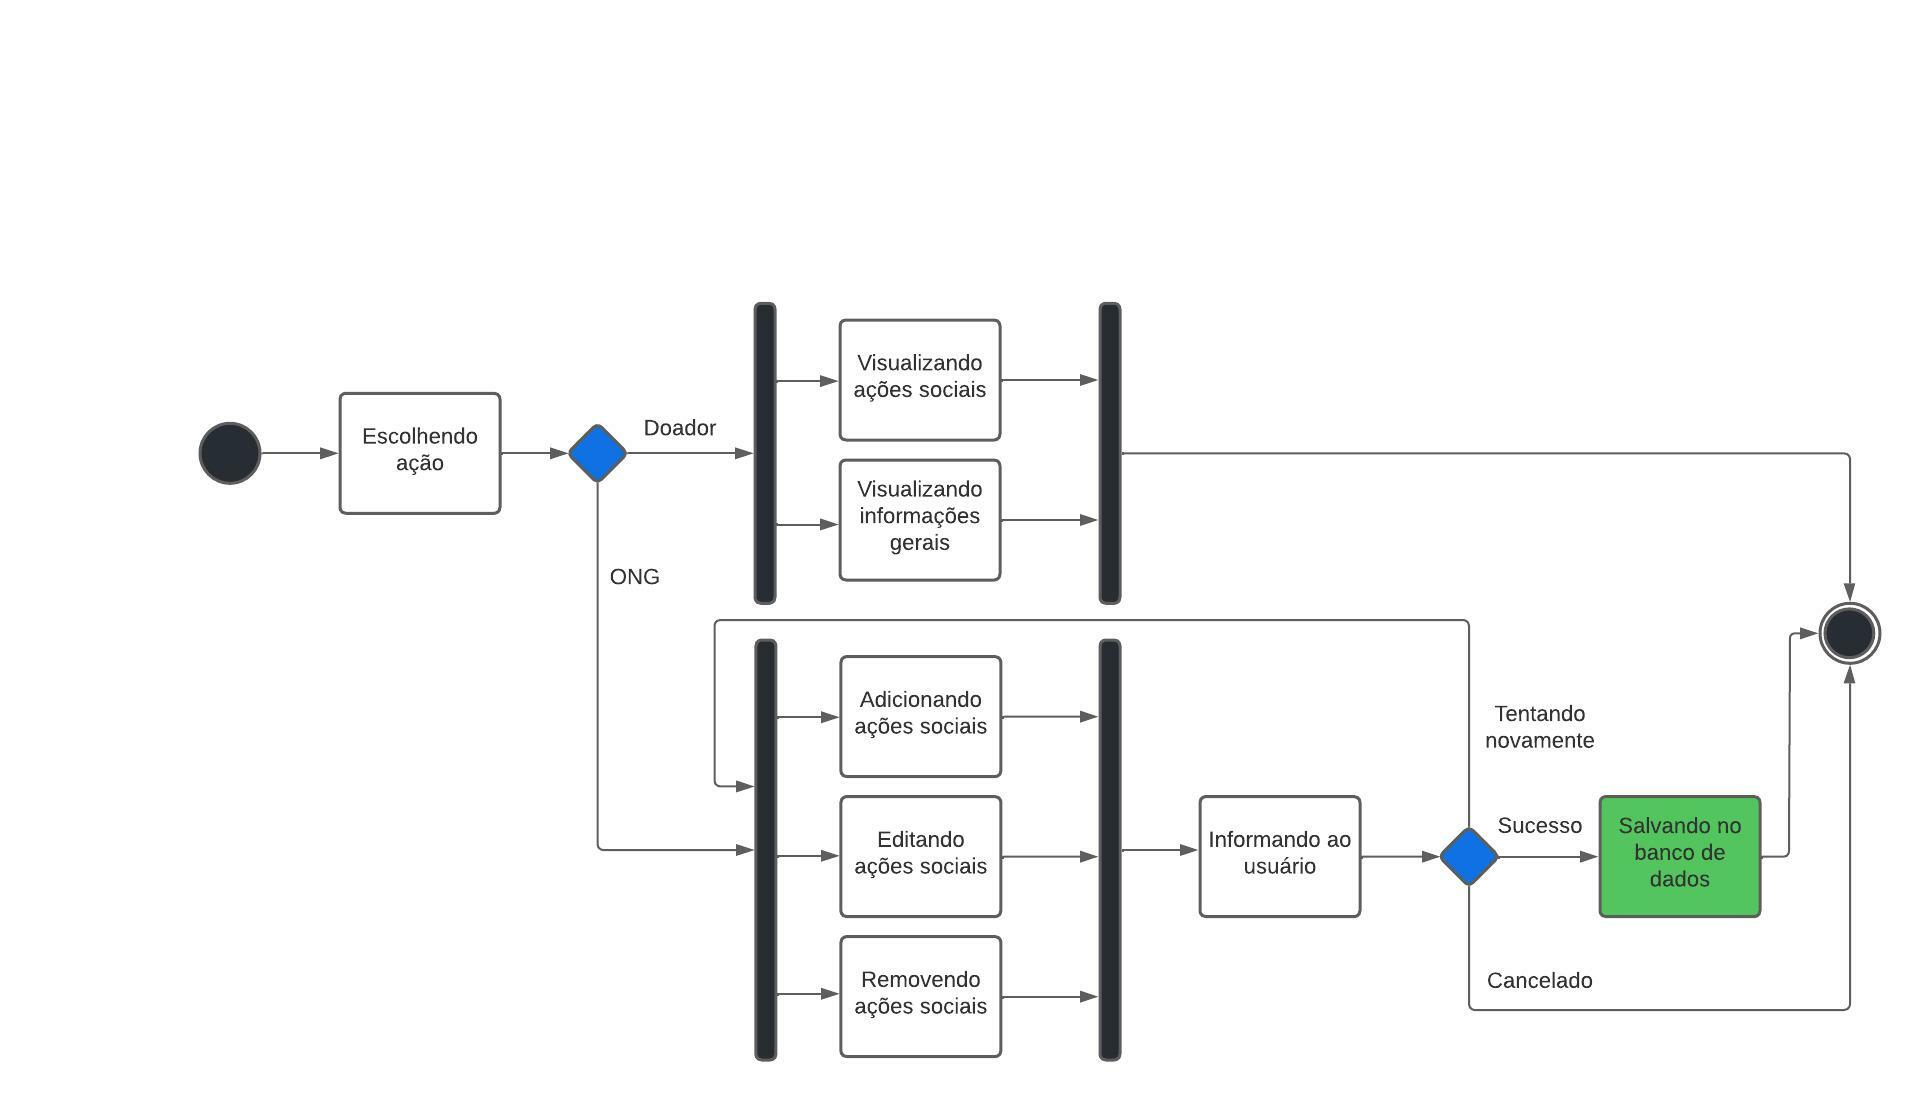 Escolhendo
ação
Doador
ONG
Visualizando
ações sociais
Visualizando
informações
gerais
Adicionando
ações sociais
Editando
ações sociais
Removendo
ações sociais
Informando ao
usuário
Tentando
novamente
Sucesso
Salvando no
banco de
dados
Cancelado